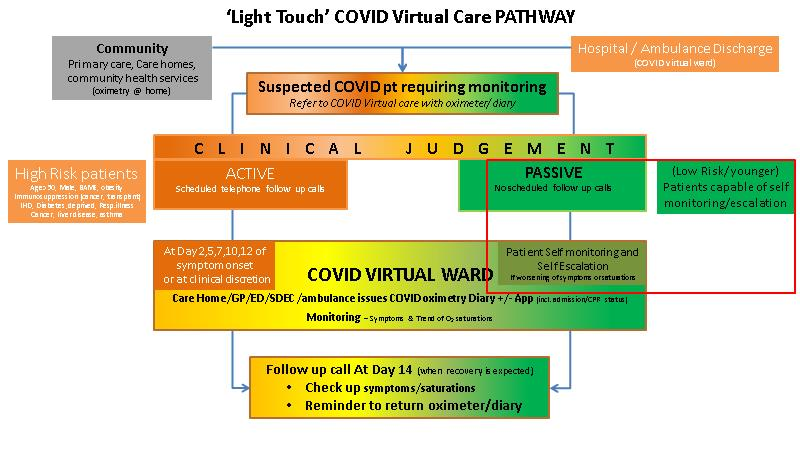 ‘Light Touch’ COVID Virtual Care PATHWAY
Community
Primary care, Care homes,
community health services
(oximetry @ home)
Hospital / Ambulance Discharge
(COVID virtual ward)
Suspected COVID pt requiring monitoring
Refer to COVID Virtual care with oximeter/diary
CLINICAL JUDGEMENT
High Risk patients
Age>50, Male, BAME, obesity
Immunosuppression (cancer, transplant)
IHD, Diabetes, deprived, Resp.illness
Cancer, liver disease, asthma
ACTIVE
Scheduled telephone follow up calls
PASSIVE
No scheduled follow up calls
(Low Risk/younger)
Patients capable of self
monitoring/escalation
At Day 2,5,7,10,12 of
symptom onset
or at clinical discretion
Patient Self monitoring and
Self Escalation
If worsening of symptoms or saturations
COVID VIRTUAL WARD
Care Home/GP/ED/SDEC /ambulance issues COVID oximetry Diary +/- App (incl. admission/CPR status)
Monitoring – Symptoms & Trend of O₂ saturations
Follow up call At Day 14 (when recovery is expected)
• Check up symptoms/saturations
• Reminder to return oximeter/diary